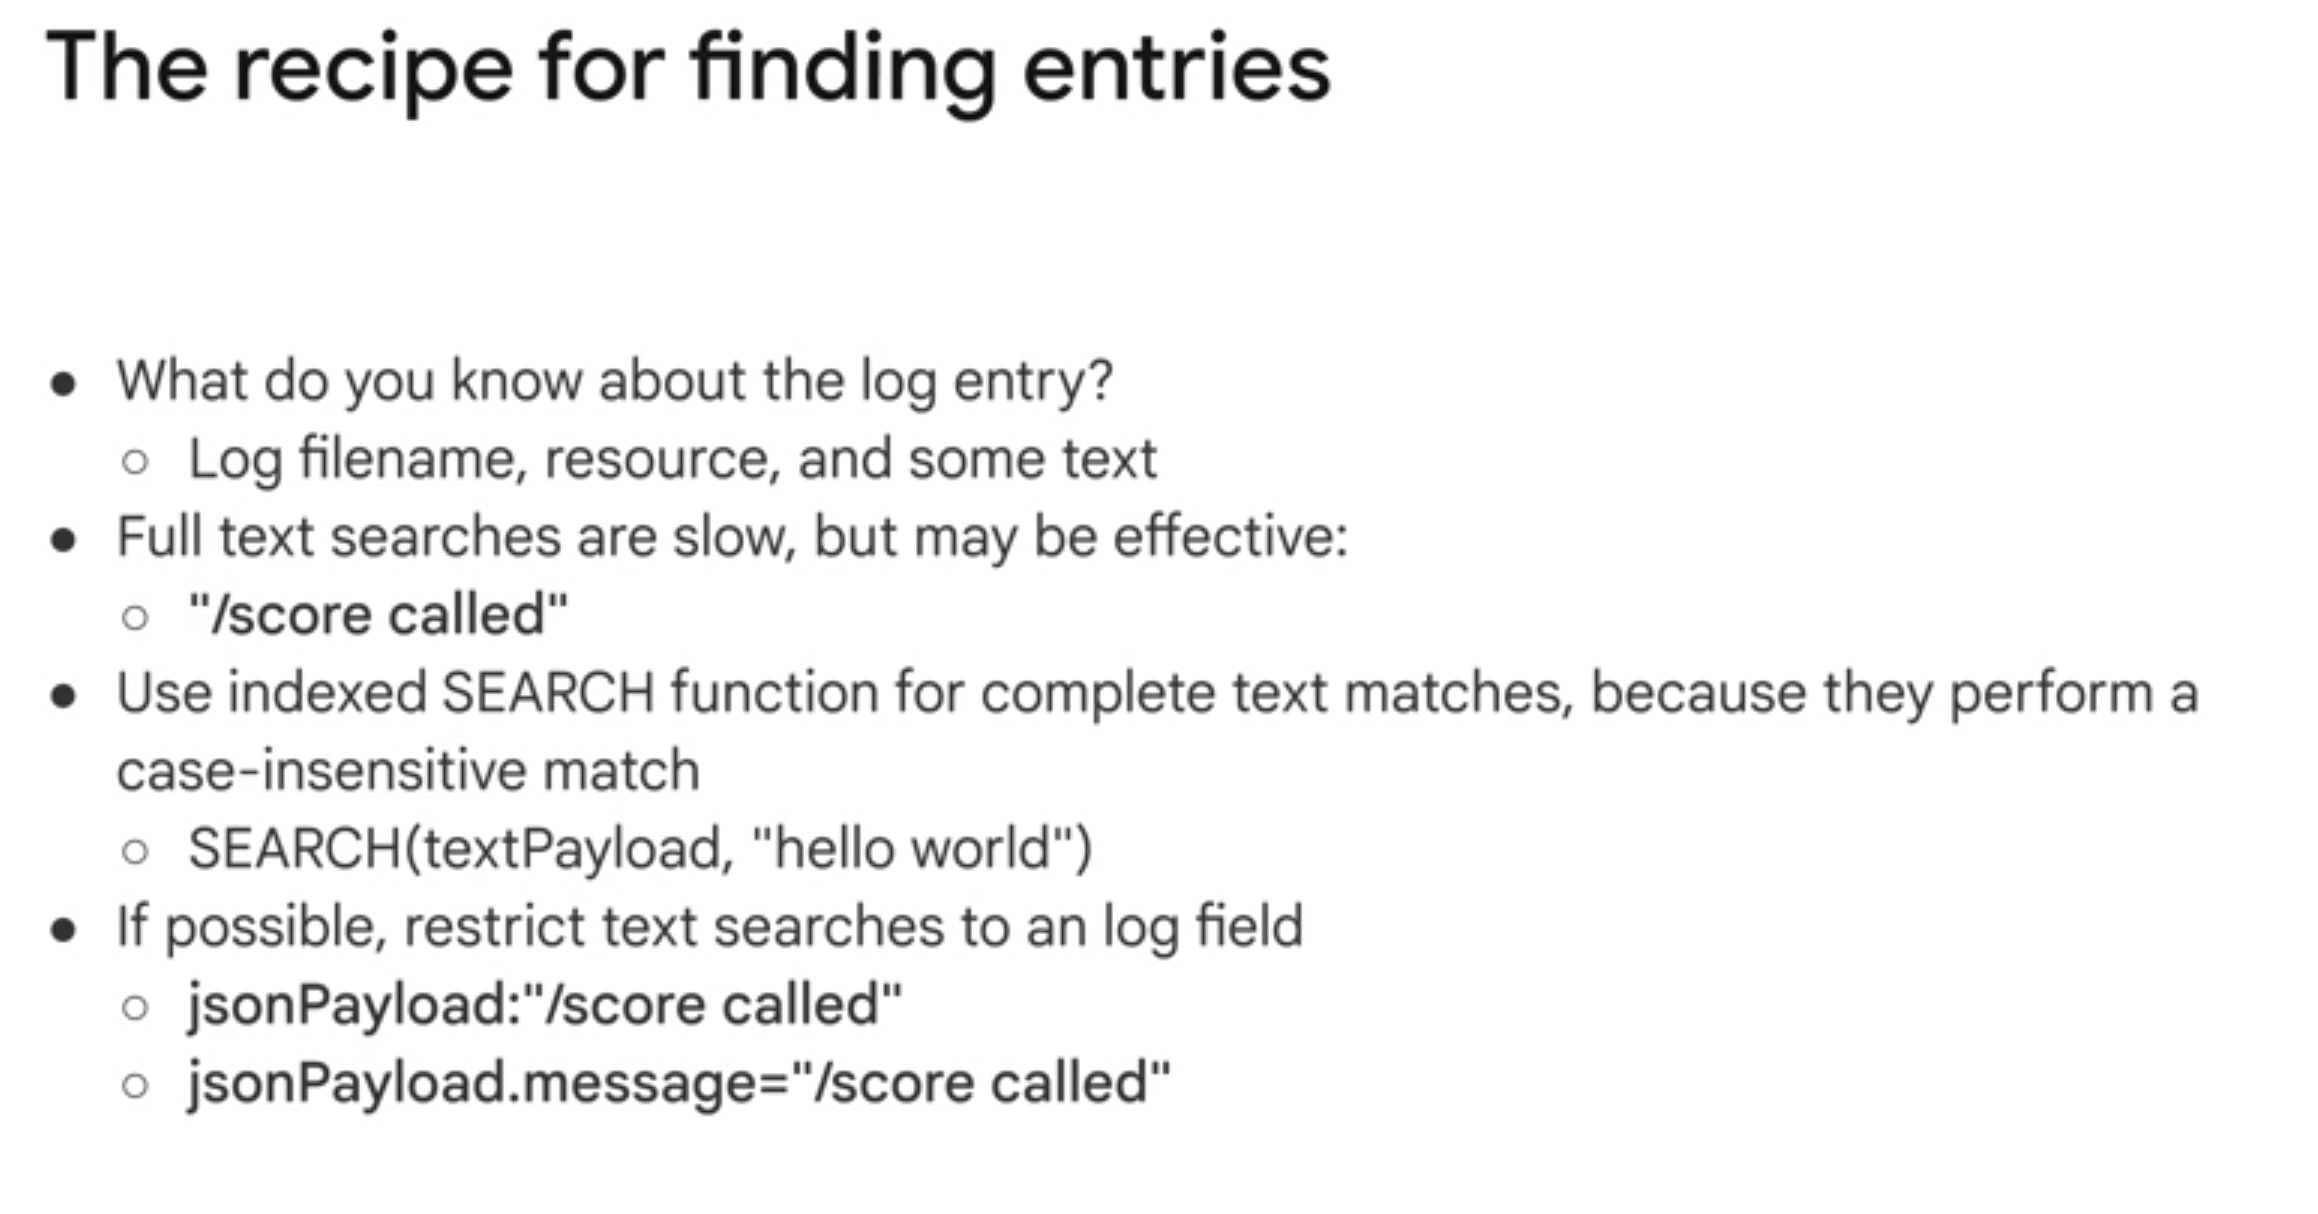 The recipe for finding entries
● What do you know about the log entry?
○ Log filename, resource, and some text
● Full text searches are slow, but may be effective:
○ "/score called"
● Use indexed SEARCH function for complete text matches, because they perform a
case-insensitive match
○ SEARCH(textPayload, "hello world")
● If possible, restrict text searches to an log field
○ jsonPayload:"/score called"
○ jsonPayload.message="/score called"